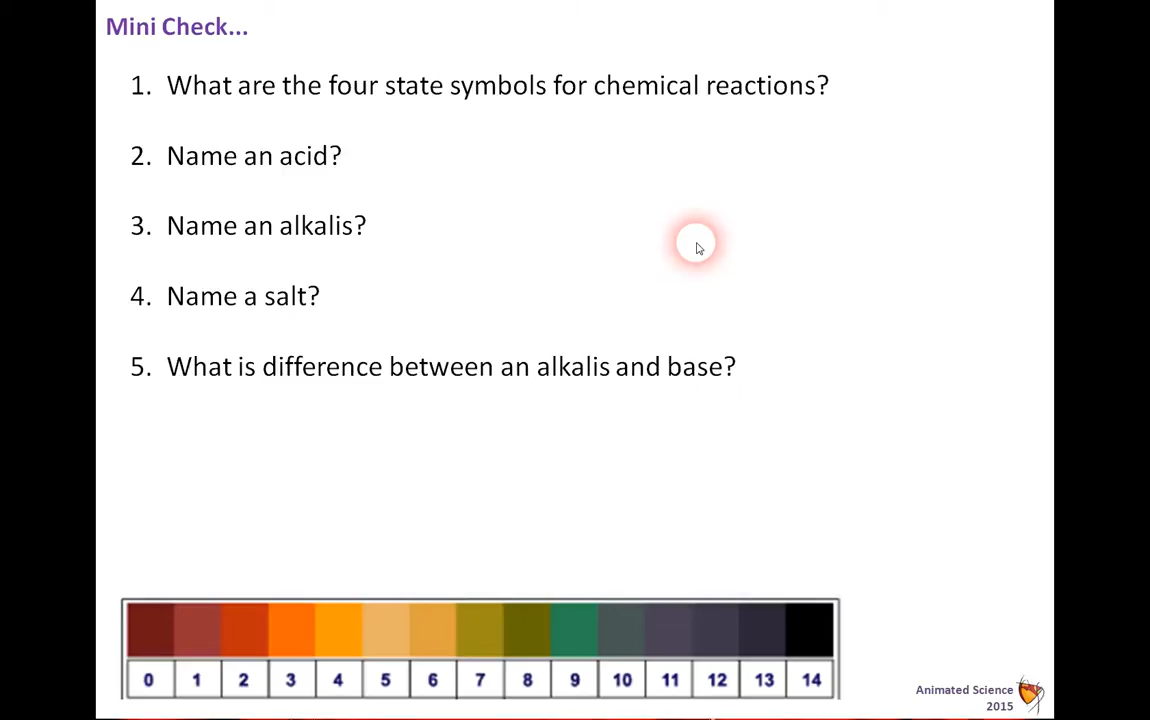 Mini Check...
1. What are the four state symbols for chemical reactions?
2. Name an acid?
3. Name an alkalis?
4. Name a salt?
5. What is difference between an alkalis and base?
0 1 2 3 4 5 6 7 8 9 10 11 12 13 14
Animated Science
2015